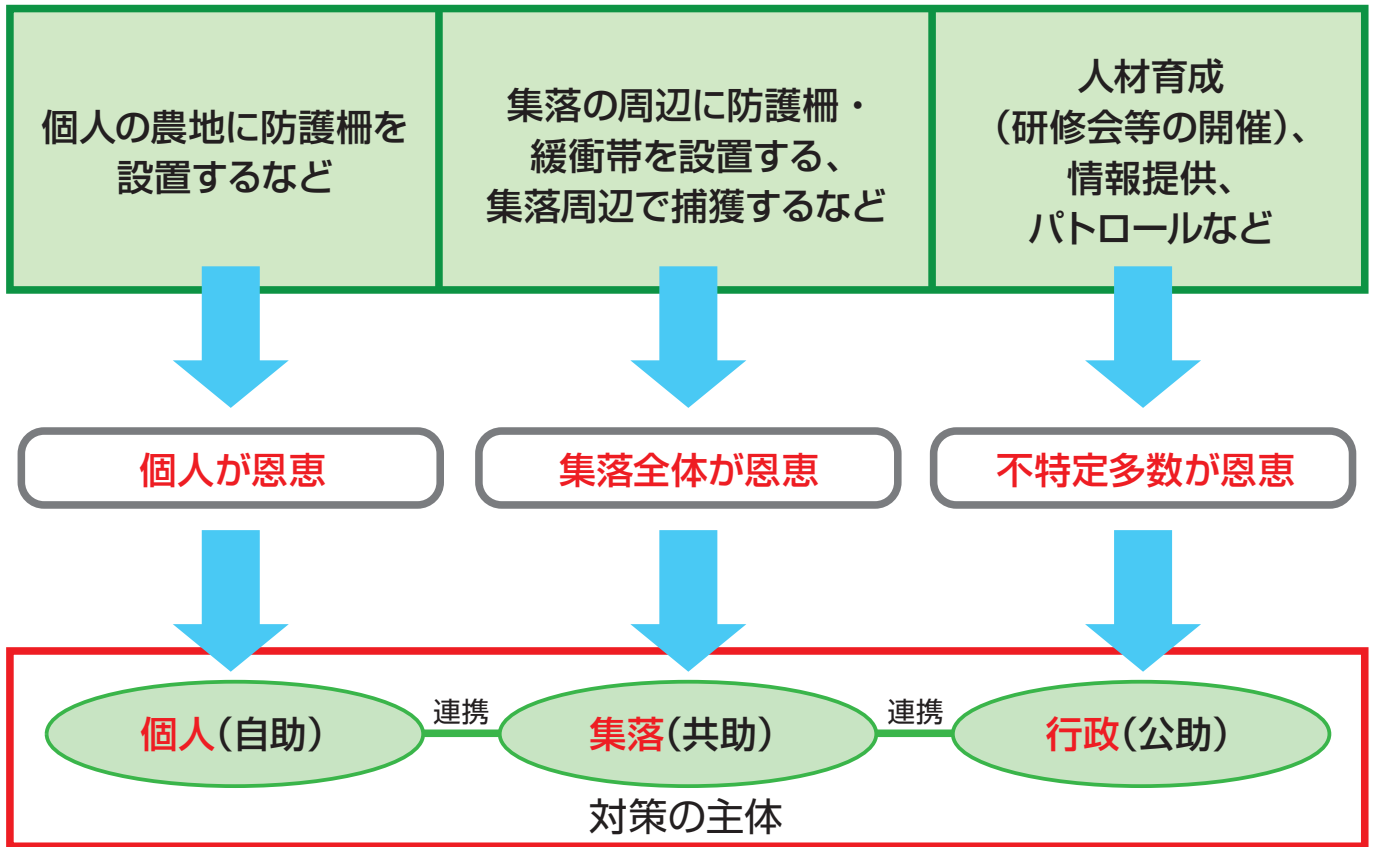 個人の農地に防護柵を
設置するなど
集落の周辺に防護柵・
緩衝帯を設置する、
集落周辺で捕獲するなど
人材育成
（研修会等の開催）、
情報提供、
パトロールなど
個人が恩恵
集落全体が恩恵
不特定多数が恩恵
個人（自助）
連携
集落（共助）
連携
行政（公助）
対策の主体